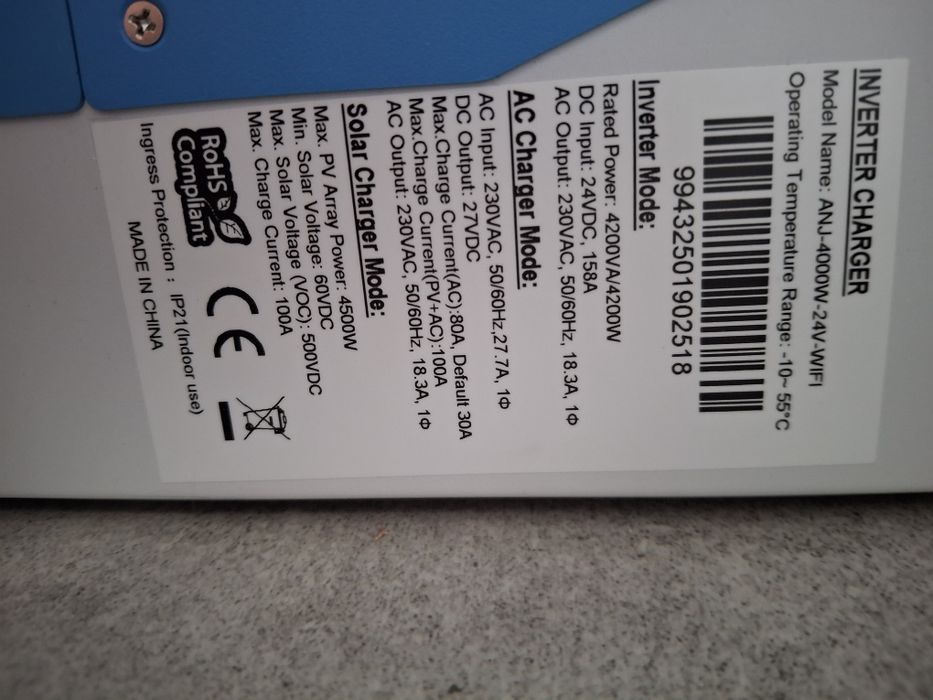 INVERTER CHARGER
Model Name: ANJ-4000W-24V-WIFI
Operating Temperature Range: -10~ 55°C
99432501902518
Inverter Mode:
Rated Power: 4200VA/4200W
DC Input: 24VDC, 158A
AC Output: 230VAC, 50/60Hz, 18.3A, 1Φ
AC Charger Mode:
AC Input: 230VAC, 50/60Hz,27.7A, 1Φ
DC Output: 27VDC
Max.Charge Current(AC):80A, Default 30A
Max.Charge Current(PV+AC):100A
AC Output: 230VAC, 50/60Hz, 18.3A, 1Φ
Solar Charger Mode:
Max. PV Array Power: 4500W
Min. Solar Voltage: 60VDC
Max. Solar Voltage (VOC): 500VDC
Max. Charge Current: 100A
RoHS
Compliant
CE
Ingress Protection : IP21(Indoor use)
MADE IN CHINA